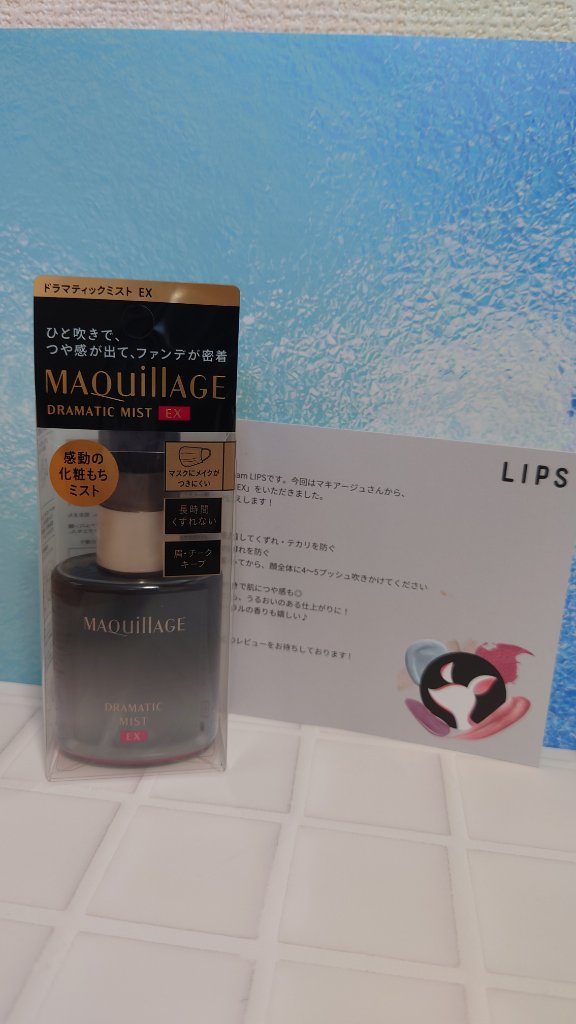 ドラマティックミスト EX
ひと吹きで、
つや感が出て、ファンデが密着
MAQuillAGE
DRAMATIC MIST EX
感動の
化粧もち
ミスト
マスクにメイクが
つきにくい
長時間
くずれない
眉・チーク
キープ
MAQuillAGE
DRAMATIC
MIST
EX
LIPS
am LIPSです。今回はマキアージュさんから、
EX」をいただきました。
えします！
してくずれ・テカリを防ぐ
れを防ぐ
てから、顔全体に4〜5プッシュ吹きかけてください
きで肌につや感も◎
、うるおいのある仕上がりに！
ラルの香りも嬉しい♪
レビューをお待ちしております！